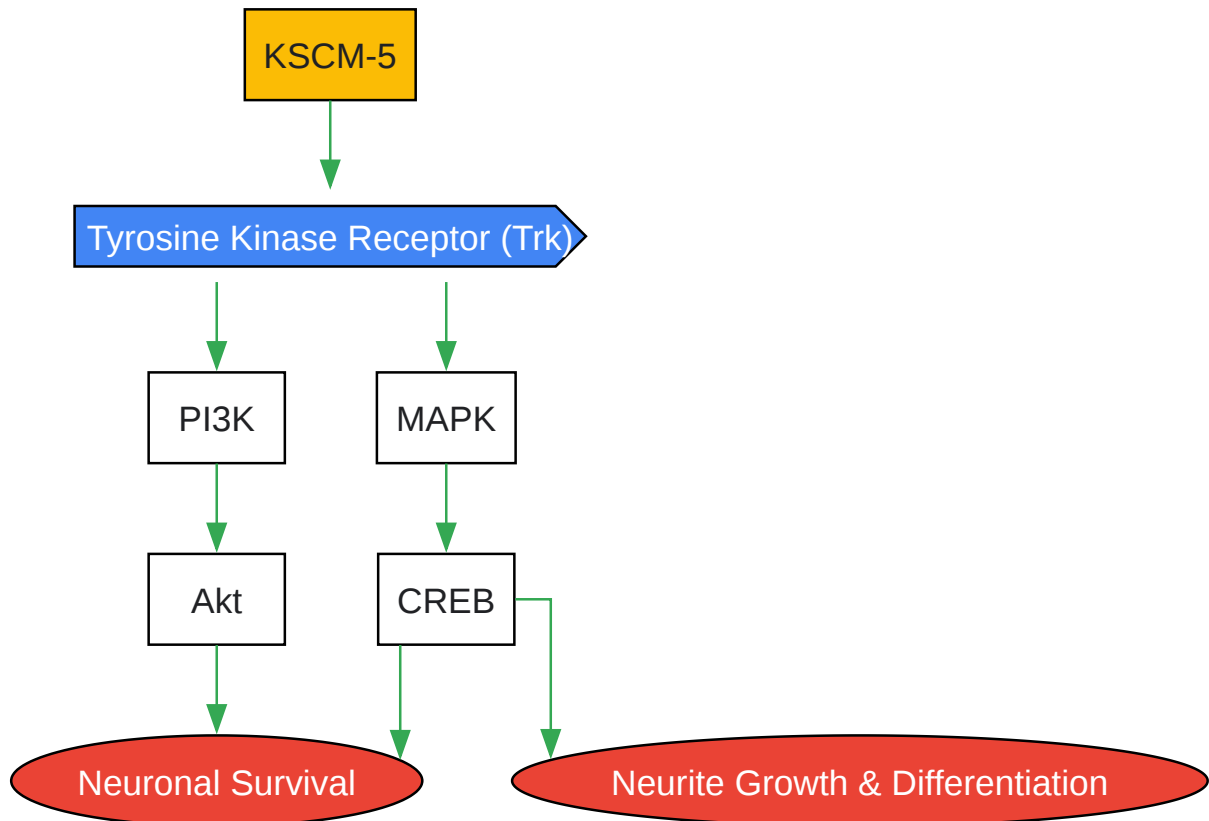 KSCM-5
Tyrosine Kinase Receptor (Trk)
PI3K
MAPK
Akt
CREB
Neuronal Survival
Neurite Growth & Differentiation